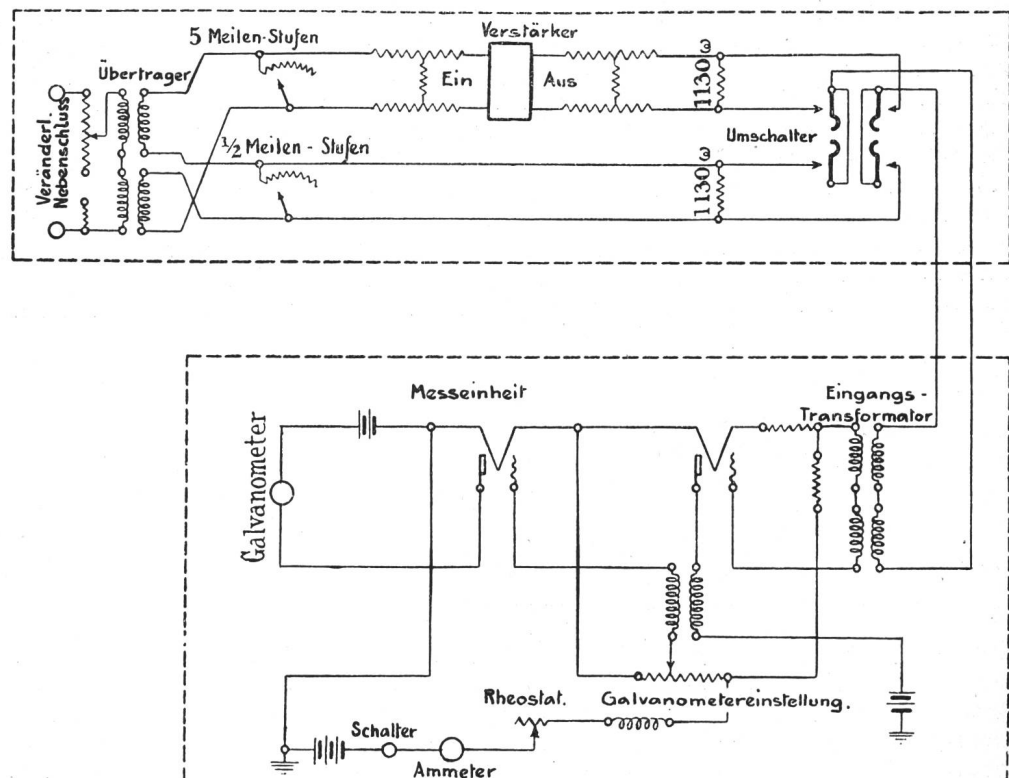 5 Meilen-Stufen
Verstärker
Übertrager
Ein
Aus
1130 Э
Veränderl.
Nebenschluss
½ Meilen - Stufen
Umschalter
1130 Э
Messeinheit
Eingangs -
Transformator
Galvanometer
Rheostat.
Galvanometereinstellung.
Schalter
Ammeter